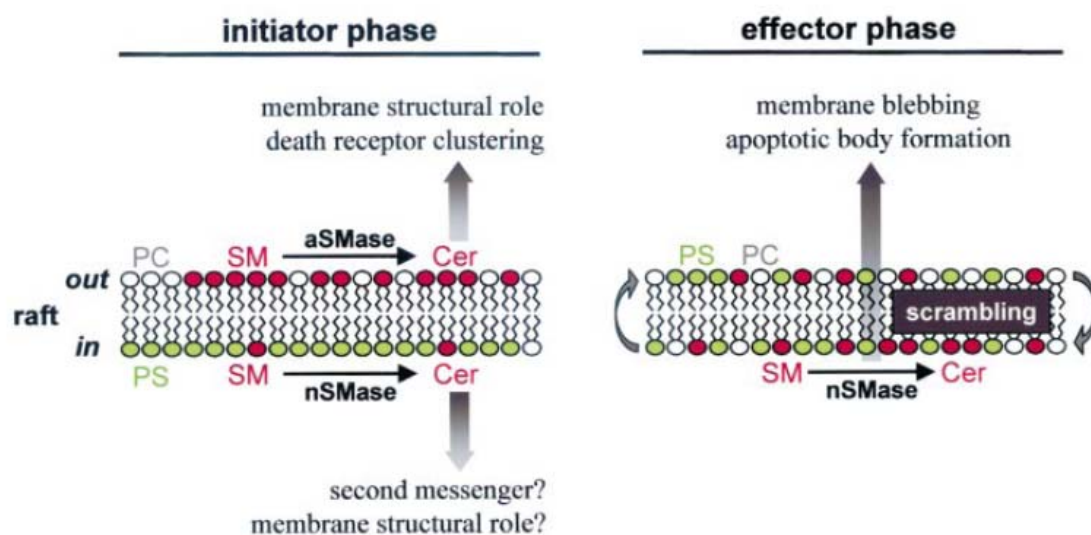 initiator phase
membrane structural role
death receptor clustering
PC SM aSMase Cer
out
raft
in
PS SM nSMase Cer
second messenger?
membrane structural role?
effector phase
membrane blebbing
apoptotic body formation
PS PC
scrambling
SM nSMase Cer